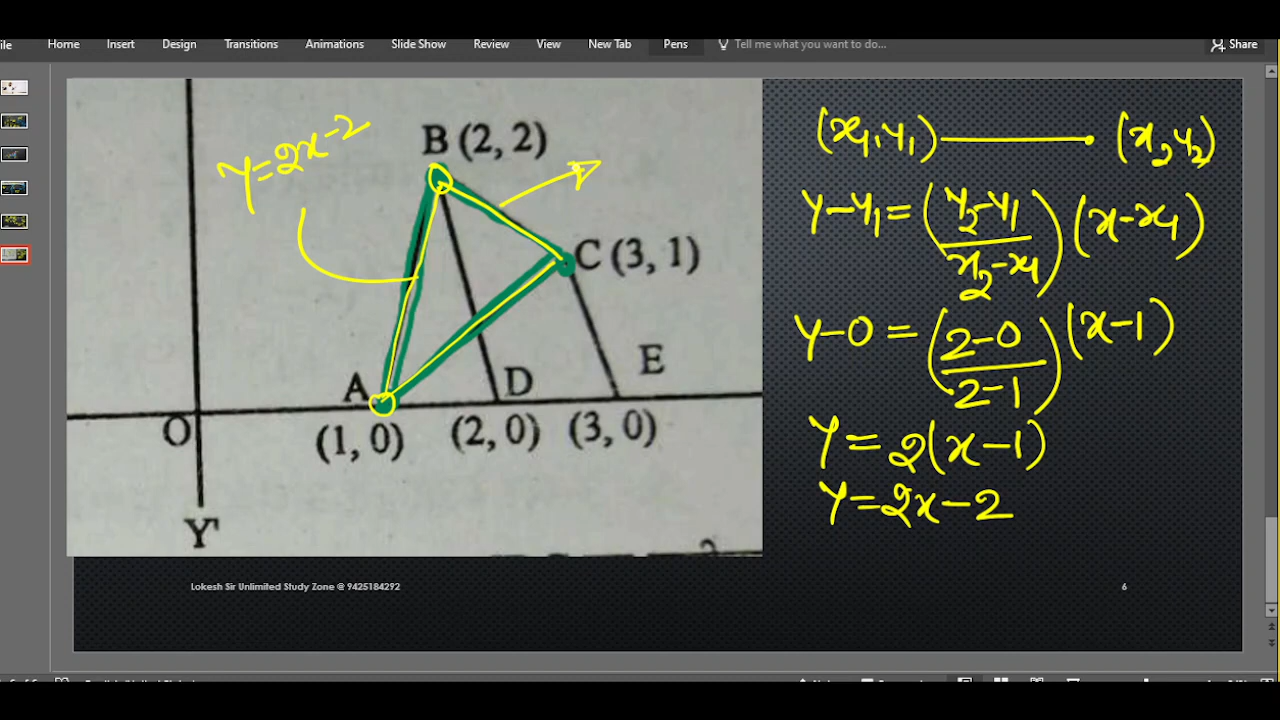 ile Home Insert Design Transitions Animations Slide Show Review View New Tab Pens Tell me what you want to do... Share
Y=2x-2
B (2, 2)
C (3, 1)
A
D
E
O
(1, 0) (2, 0) (3, 0)
Y'
(x1,y1) (x2,y2)
Y-Y1=(Y2-Y1/x2-x1)(x-x1)
Y-0=(2-0/2-1)(x-1)
Y=2(x-1)
Y=2x-2
Lokesh Sir Unlimited Study Zone @ 9425184292
6